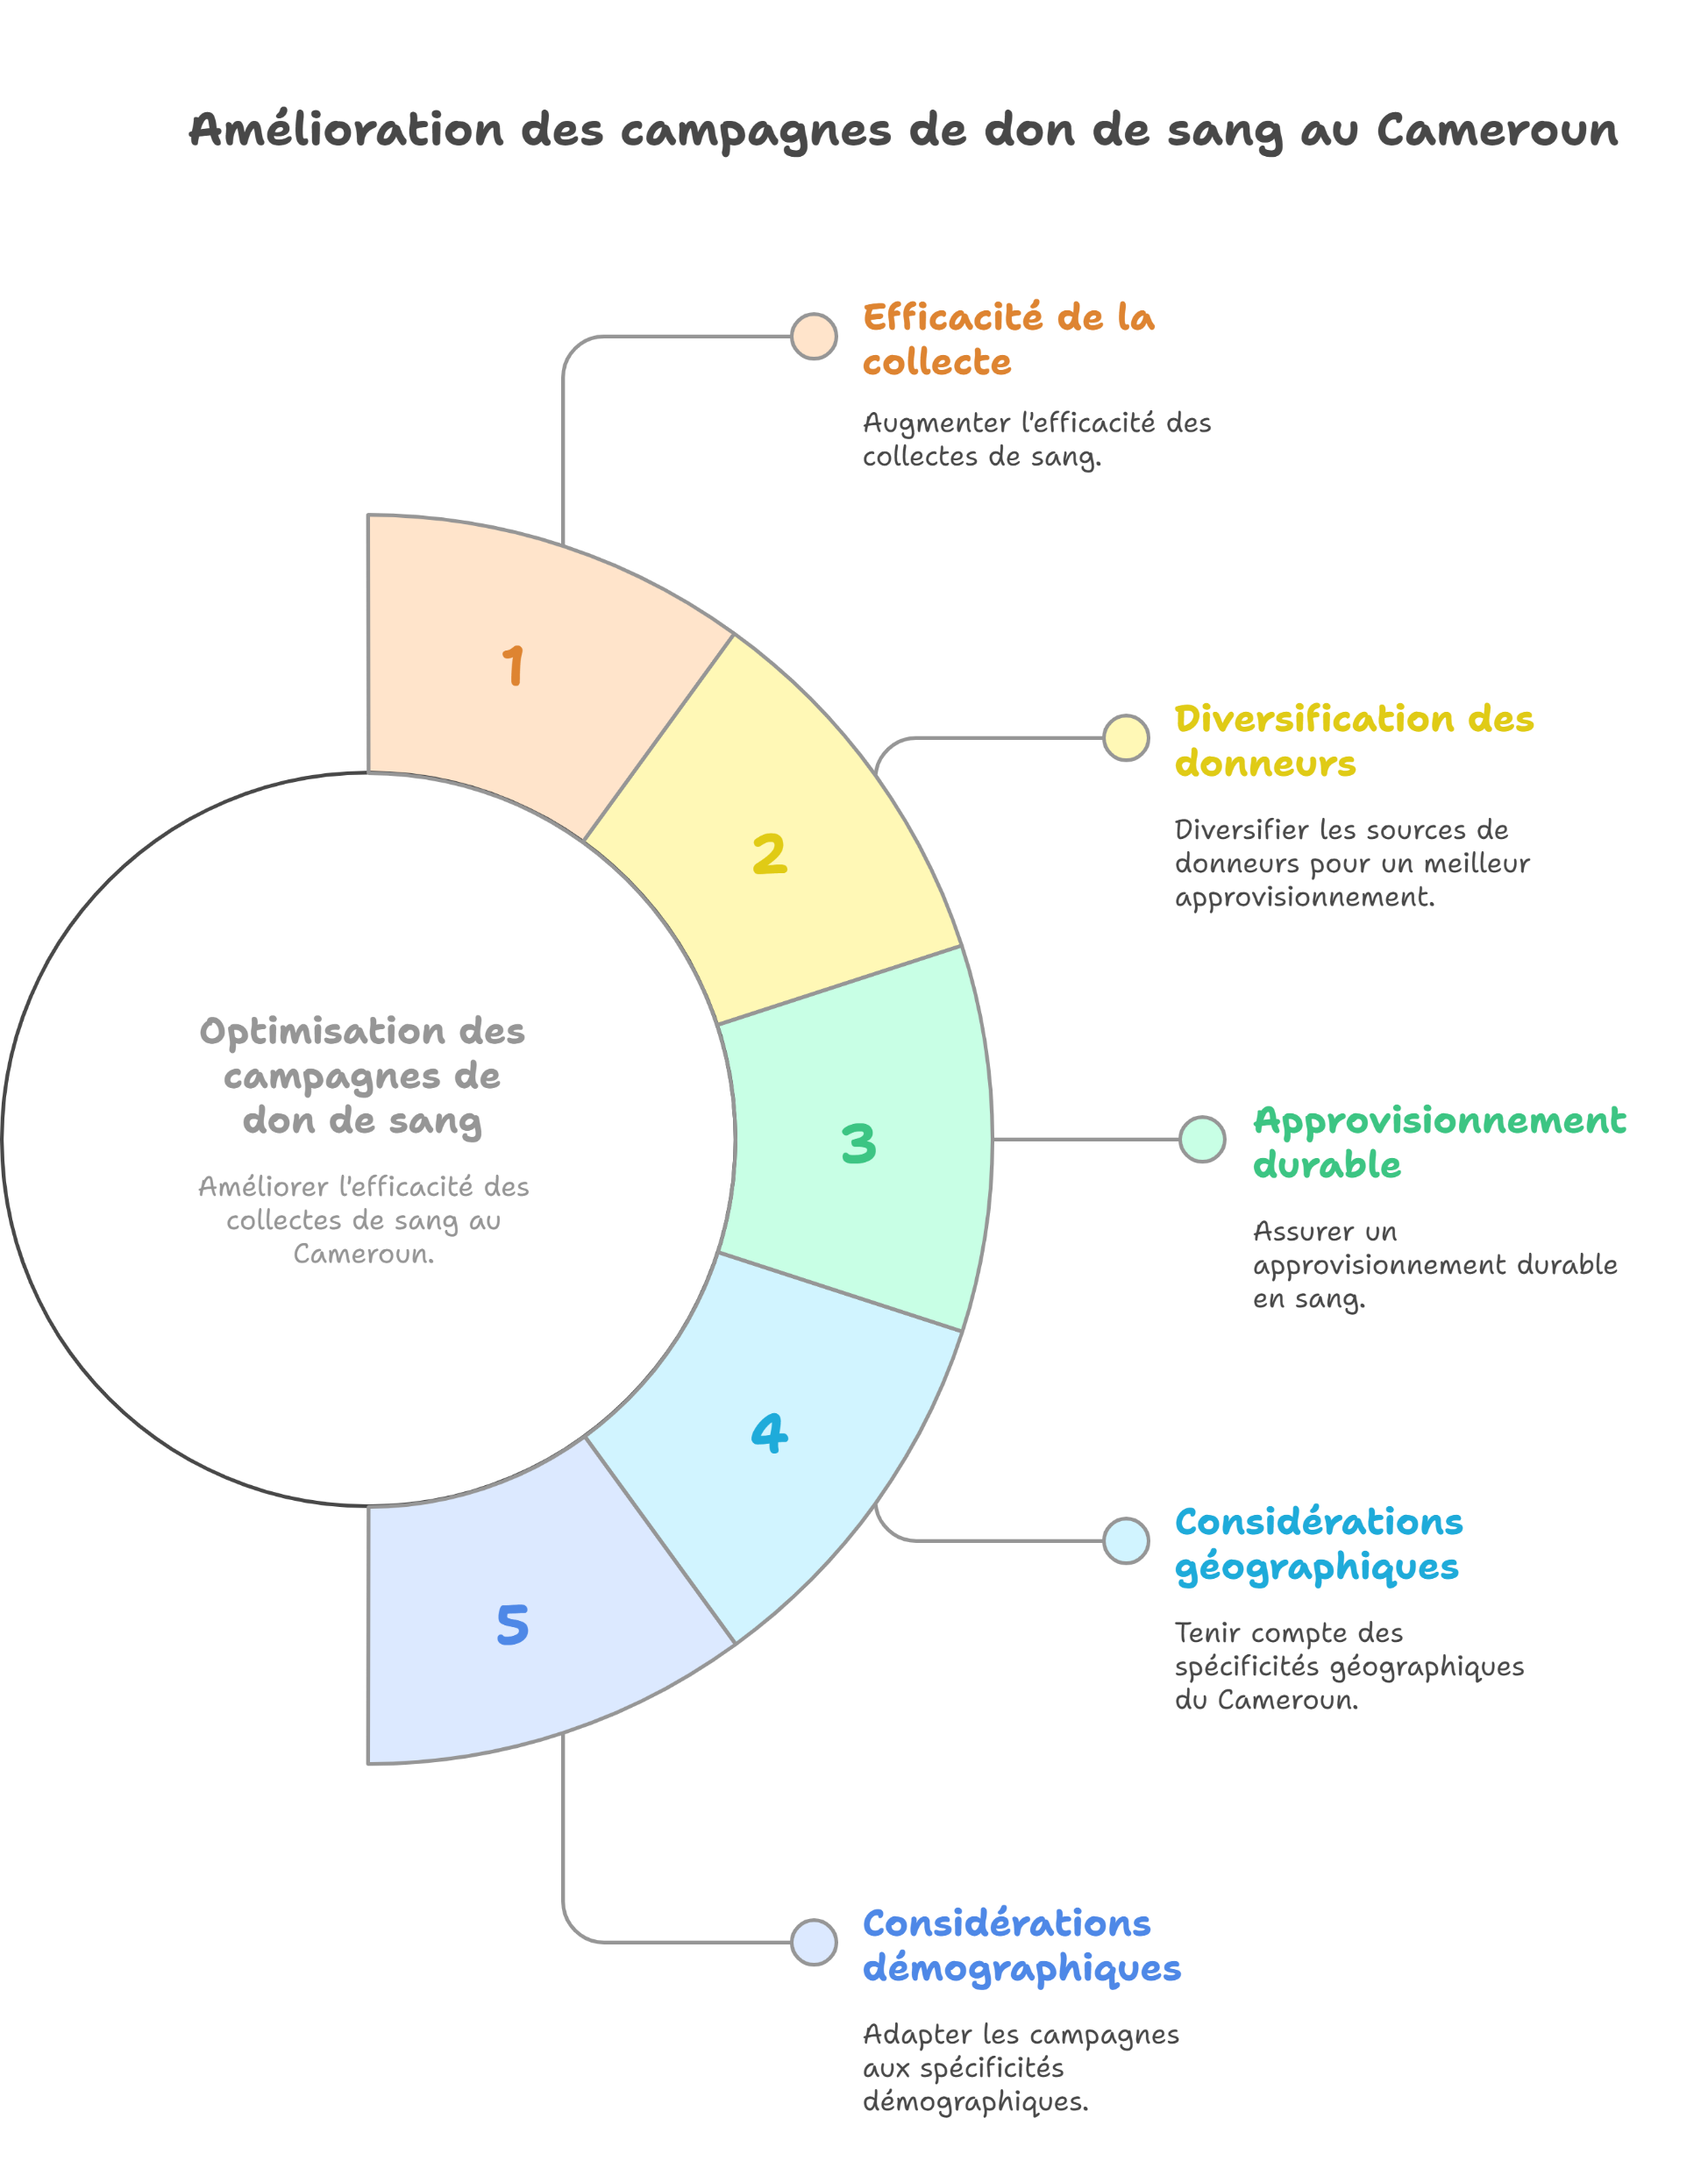 Amélioration des campagnes de don de sang au Cameroun
Efficacité de la
collecte
Augmenter l'efficacité des
collectes de sang.
1
Diversification des
donneurs
Diversifier les sources de
donneurs pour un meilleur
approvisionnement.
2
Optimisation des
campagnes de
don de sang
Améliorer l'efficacité des
collectes de sang au
Cameroun.
3
Approvisionnement
durable
Assurer un
approvisionnement durable
en sang.
4
Considérations
géographiques
Tenir compte des
spécificités géographiques
du Cameroun.
5
Considérations
démographiques
Adapter les campagnes
aux spécificités
démographiques.